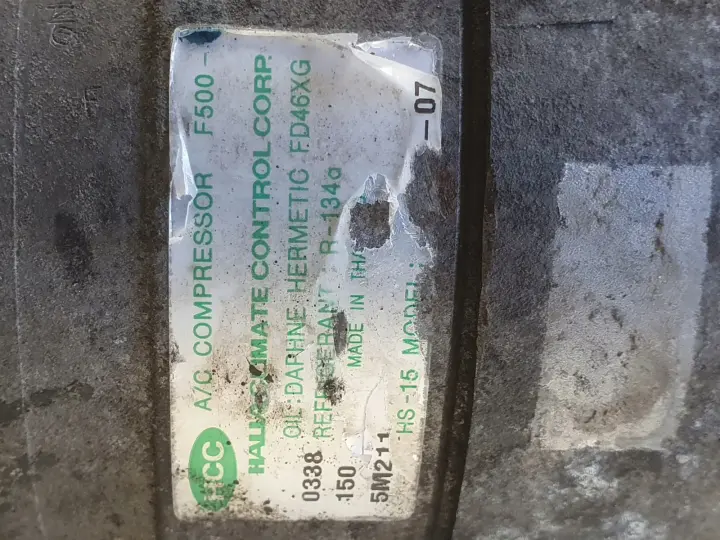 HCC A/C COMPRESSOR F500-
HALLA CLIMATE CONTROL CORP.
OIL:DAPHNE HERMETIC FD46XG
0338 REFRIGERANT R-134a
150 MADE IN
5M211 HS-15 MODEL: -07